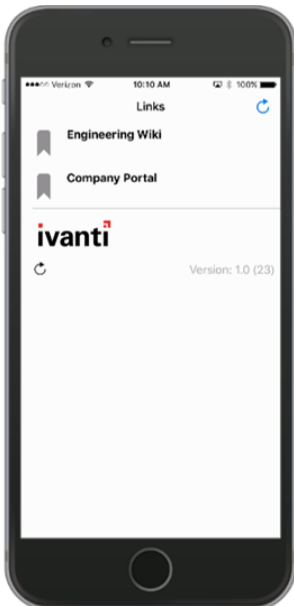 Verizon 10:10 AM 100%
Links
Engineering Wiki
Company Portal
ivanti
Version: 1.0 (23)